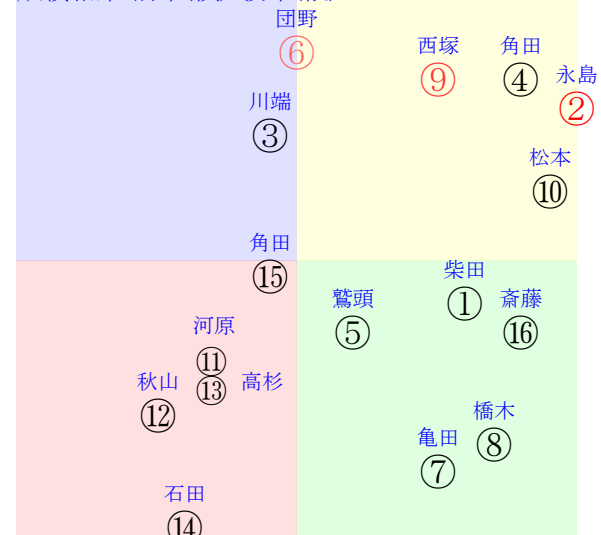 団野
⑥
西塚
⑨
角田
④
永島
②
川端
③
松本
⑩
角田
⑮
柴田
①
鷲頭
⑤
斎藤
⑯
河原
⑪
秋山
⑫
⑬ 高杉
橋木
⑧
亀田
⑦
石田
⑭